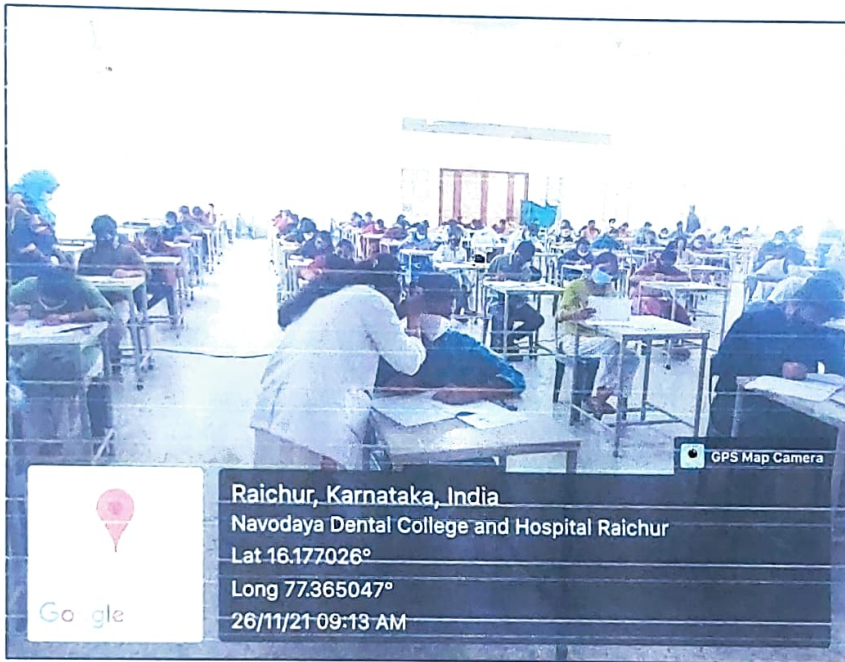 GPS Map Camera
Raichur, Karnataka, India
Navodaya Dental College and Hospital Raichur
Lat 16.177026°
Long 77.365047°
26/11/21 09:13 AM
Google